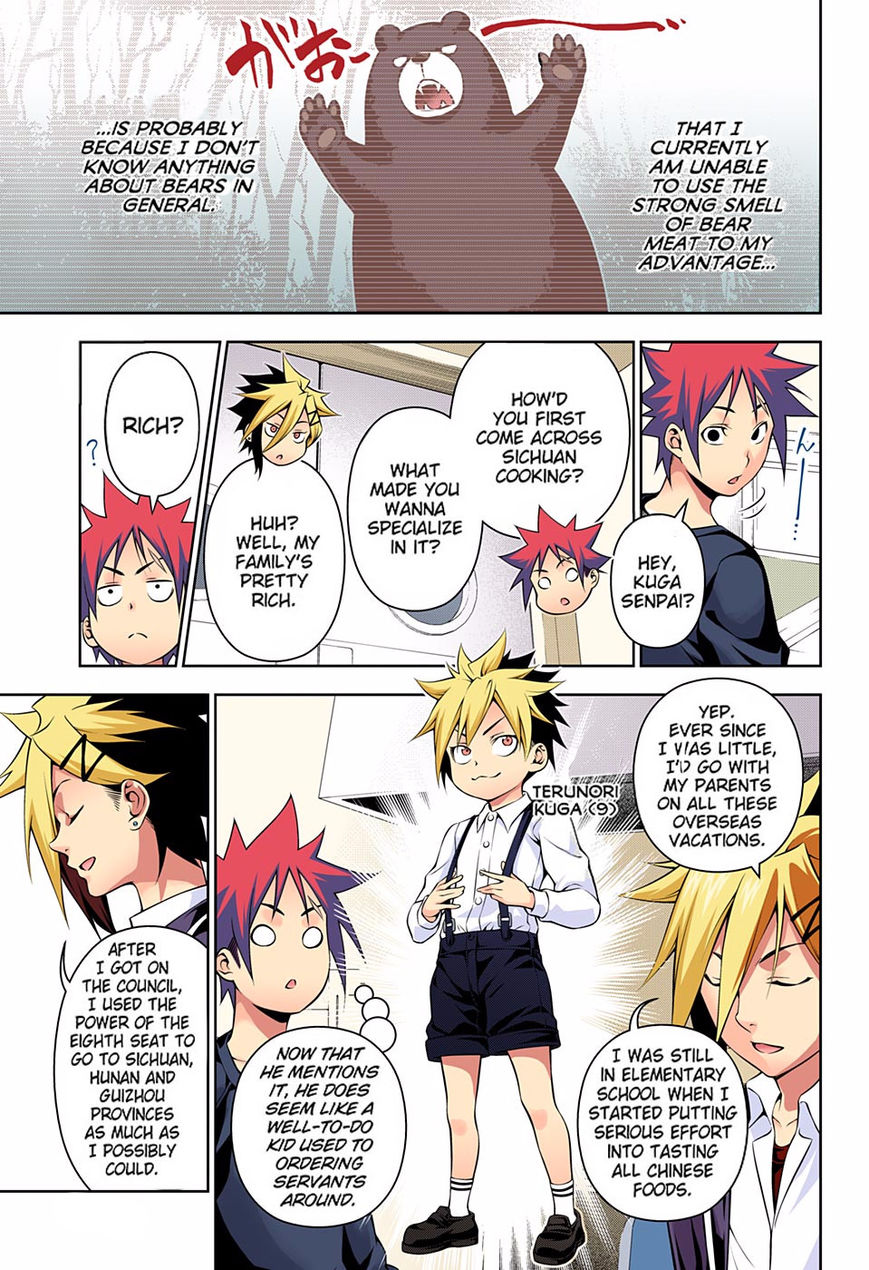 がおーーー
THAT I
CURRENTLY
AM UNABLE
TO USE THE
STRONG SMELL
OF BEAR
MEAT TO MY
ADVANTAGE...
...IS PROBABLY
BECAUSE I DON'T
KNOW ANYTHING
ABOUT BEARS IN
GENERAL.
ん
HEY,
KUGA
SENPAI?
HOW'D
YOU FIRST
COME ACROSS
SICHUAN
COOKING?
WHAT
MADE YOU
WANNA
SPECIALIZE
IN IT?
HUH?
WELL, MY
FAMILY'S
PRETTY
RICH.
RICH?
?
YEP.
EVER SINCE
I WAS LITTLE,
I'D GO WITH
MY PARENTS
ON ALL THESE
OVERSEAS
VACATIONS.
TERUNORI
KUGA (9)
I WAS STILL
IN ELEMENTARY
SCHOOL WHEN I
STARTED PUTTING
SERIOUS EFFORT
INTO TASTING
ALL CHINESE
FOODS.
NOW THAT
HE MENTIONS
IT, HE DOES
SEEM LIKE A
WELL-TO-DO
KID USED TO
ORDERING
SERVANTS
AROUND.
AFTER
I GOT ON
THE COUNCIL,
I USED THE
POWER OF THE
EIGHTH SEAT TO
GO TO SICHUAN,
HUNAN AND
GUIZHOU
PROVINCES
AS MUCH AS
I POSSIBLY
COULD.